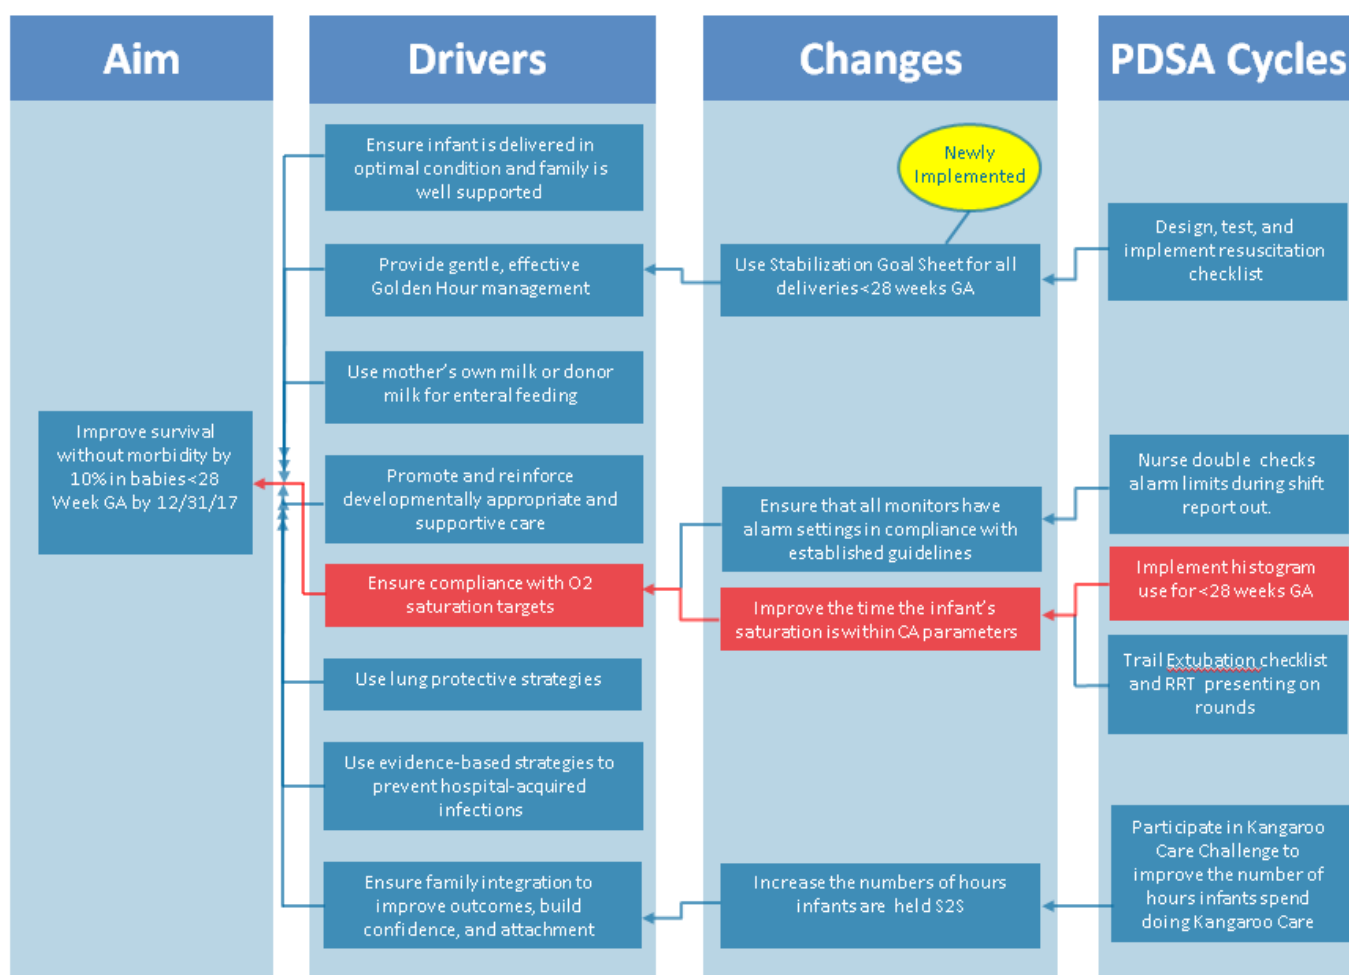 Aim
Drivers
Changes
PDSA Cycles
Improve survival
without morbidity by
10% in babies<28
Week GA by 12/31/17
Ensure infant is delivered in
optimal condition and family is
well supported
Provide gentle, effective
Golden Hour management
Use mother's own milk or donor
milk for enteral feeding
Promote and reinforce
developmentally appropriate and
supportive care
Ensure compliance with O2
saturation targets
Use lung protective strategies
Use evidence-based strategies to
prevent hospital-acquired
infections
Ensure family integration to
improve outcomes, build
confidence, and attachment
Newly
Implemented
Use Stabilization Goal Sheet for all
deliveries<28 weeks GA
Ensure that all monitors have
alarm settings in compliance with
established guidelines
Improve the time the infant's
saturation is within CA parameters
Increase the numbers of hours
infants are held S2S
Design, test, and
implement resuscitation
checklist
Nurse double checks
alarm limits during shift
report out.
Implement histogram
use for <28 weeks GA
Trail Extubation checklist
and RRT presenting on
rounds
Participate in Kangaroo
Care Challenge to
improve the number of
hours infants spend
doing Kangaroo Care